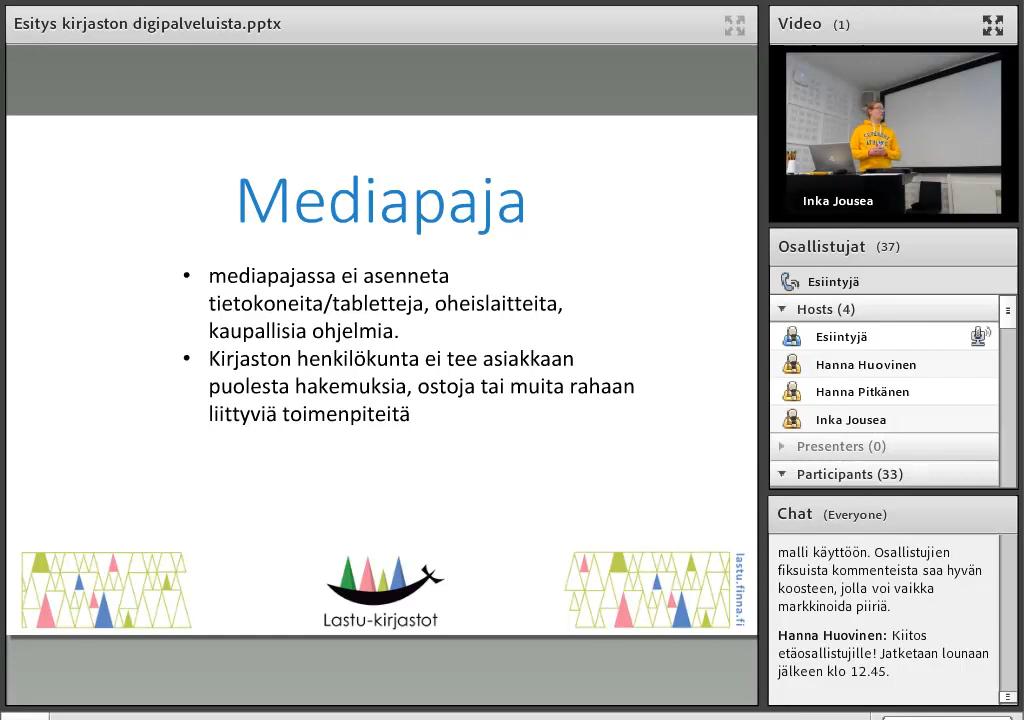 Esitys kirjaston digipalveluista.pptx
Mediapaja
• mediapajassa ei asenneta
tietokoneita/tabletteja, oheislaitteita,
kaupallisia ohjelmia.
• Kirjaston henkilökunta ei tee asiakkaan
puolesta hakemuksia, ostoja tai muita rahaan
liittyviä toimenpiteitä
Lastu-kirjastot
lastu.finna.fi
Video (1)
Inka Jousea
Osallistujat (37)
Esiintyjä
Hosts (4)
Esiintyjä
Hanna Huovinen
Hanna Pitkänen
Inka Jousea
Presenters (0)
Participants (33)
Chat (Everyone)
malli käyttöön. Osallistujien
fiksuista kommenteista saa hyvän
koosteen, jolla voi vaikka
markkinoida piiriä.
Hanna Huovinen: Kiitos
etäosallistujille! Jatketaan lounaan
jälkeen klo 12.45.